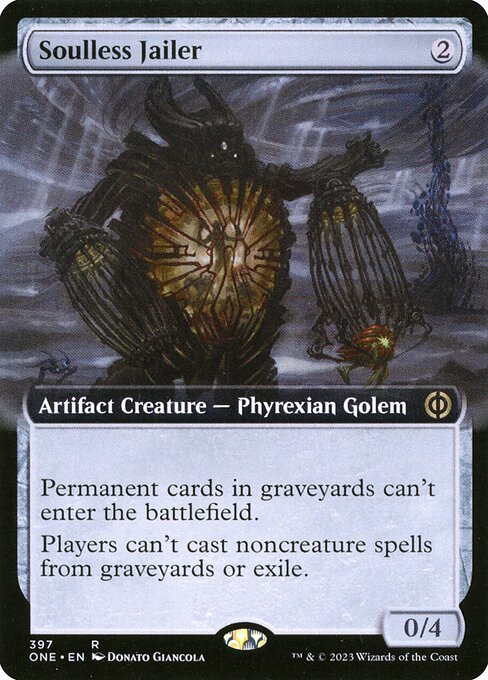 Soulless Jailer 2
Artifact Creature — Phyrexian Golem
Permanent cards in graveyards can't
enter the battlefield.
Players can't cast noncreature spells
from graveyards or exile.
0/4
397 R
ONE • EN Donato Giancola ™ & © 2023 Wizards of the Coast